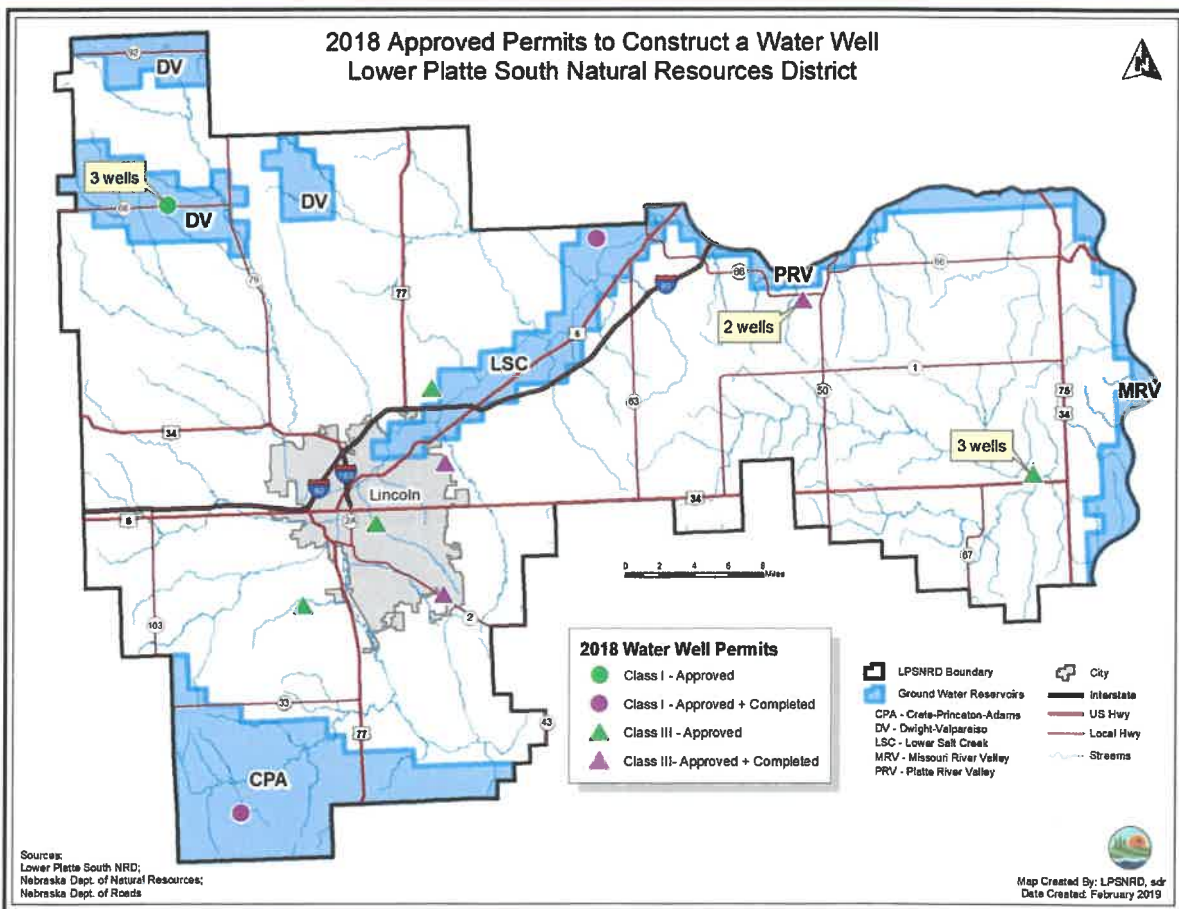 2018 Approved Permits to Construct a Water Well
Lower Platte South Natural Resources District
N
92
DV
3 wells
66
DV
DV
79
77
PRV
66
66
2 wells
6
LSC
63
50
1
75
34
MRV
34
3 wells
Lincoln
6
34
2
67
0 2 4 6 8
Miles
103
33
77
43
CPA
2018 Water Well Permits
Class I - Approved
Class I - Approved + Completed
Class III - Approved
Class III- Approved + Completed
LPSNRD Boundary
Ground Water Reservoirs
CPA - Crete-Princeton-Adams
DV - Dwight-Valparaiso
LSC - Lower Salt Creek
MRV - Missouri River Valley
PRV - Platte River Valley
City
Interstate
US Hwy
Local Hwy
Streams
Sources:
Lower Platte South NRD;
Nebraska Dept. of Natural Resources;
Nebraska Dept. of Roads
Map Created By: LPSNRD, sdr
Date Created: February 2019